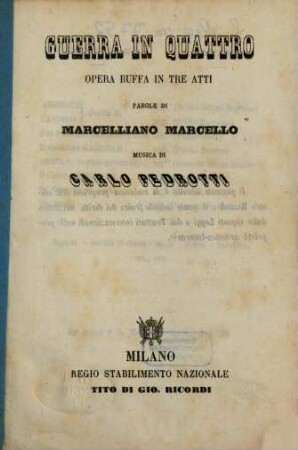 GUERRA IN QUATTRO
OPERA BUFFA IN TRE ATTI
PAROLE DI
MARCELLIANO MARCELLO
MUSICA DI
CARLO PEDROTTI
MILANO
REGIO STABILIMENTO NAZIONALE
TITO DI GIO. RICORDI